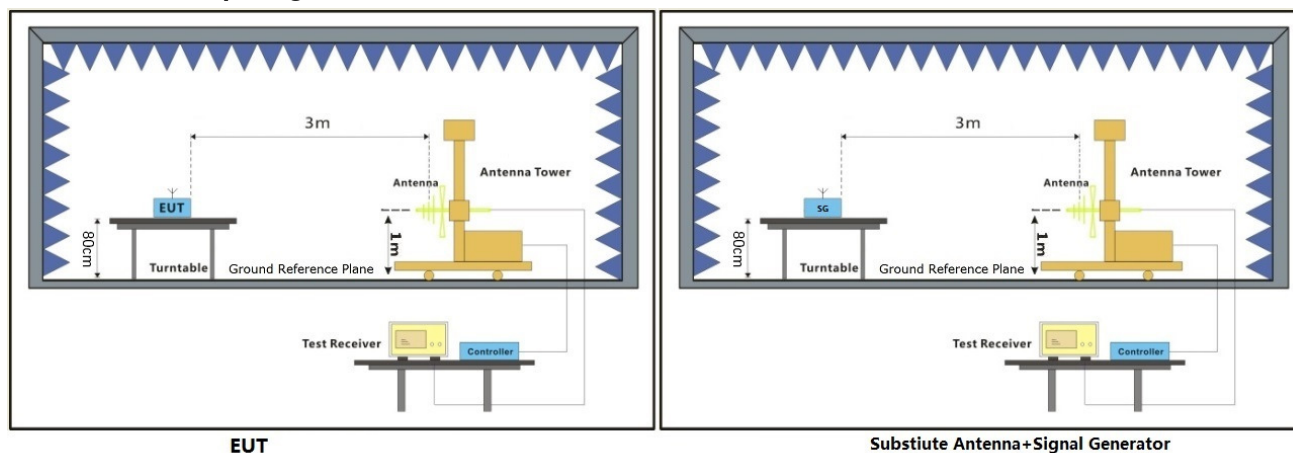 3m
Antenna
Antenna Tower
EUT
80cm
1m
Turntable
Ground Reference Plane
Test Receiver
Controller
EUT
3m
Antenna
Antenna Tower
SG
80cm
1m
Turntable
Ground Reference Plane
Test Receiver
Controller
Substiute Antenna+Signal Generator